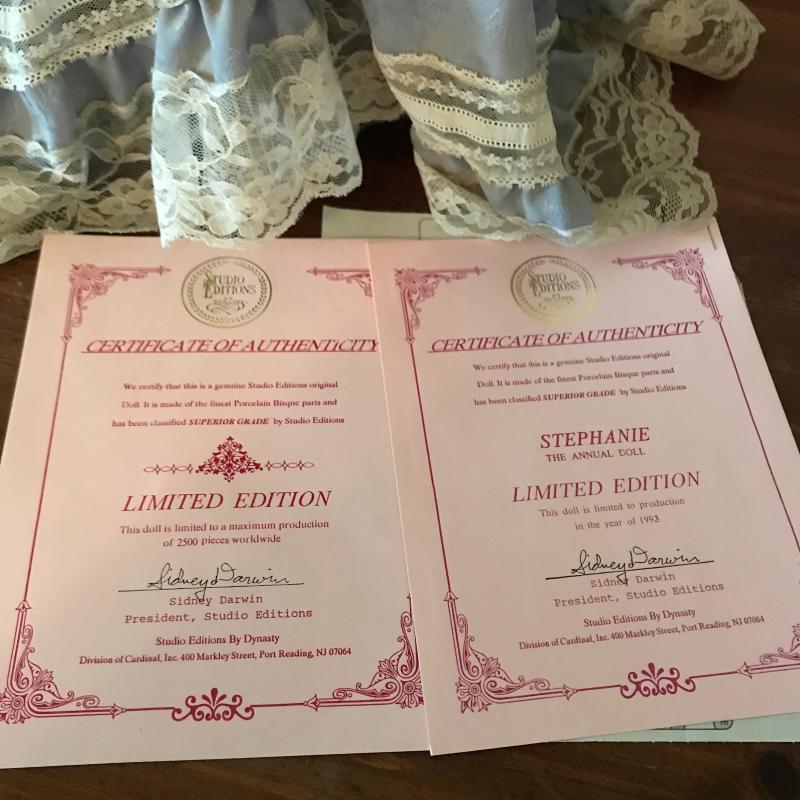 STUDIO
EDITIONS
CERTIFICATE OF AUTHENTICITY
We certify that this is a genuine Studio Editions original
Doll. It is made of the finest Porcelain Bisque parts and
has been classified SUPERIOR GRADE by Studio Editions
LIMITED EDITION
This doll is limited to a maximum production
of 2500 pieces worldwide
Sidney Darwin
Sidney Darwin
President, Studio Editions
Studio Editions By Dynasty
Division of Cardinal, Inc. 400 Markley Street, Port Reading, NJ 07064
STUDIO
EDITIONS
CERTIFICATE OF AUTHENTICITY
We certify that this is a genuine Studio Editions original
Doll. It is made of the finest Porcelain Bisque parts and
has been classified SUPERIOR GRADE by Studio Editions
STEPHANIE
THE ANNUAL DOLL
LIMITED EDITION
This doll is limited to production
in the year of 1993
Sidney Darwin
Sidney Darwin
President, Studio Editions
Studio Editions By Dynasty
Division of Cardinal, Inc. 400 Markley Street, Port Reading, NJ 07064